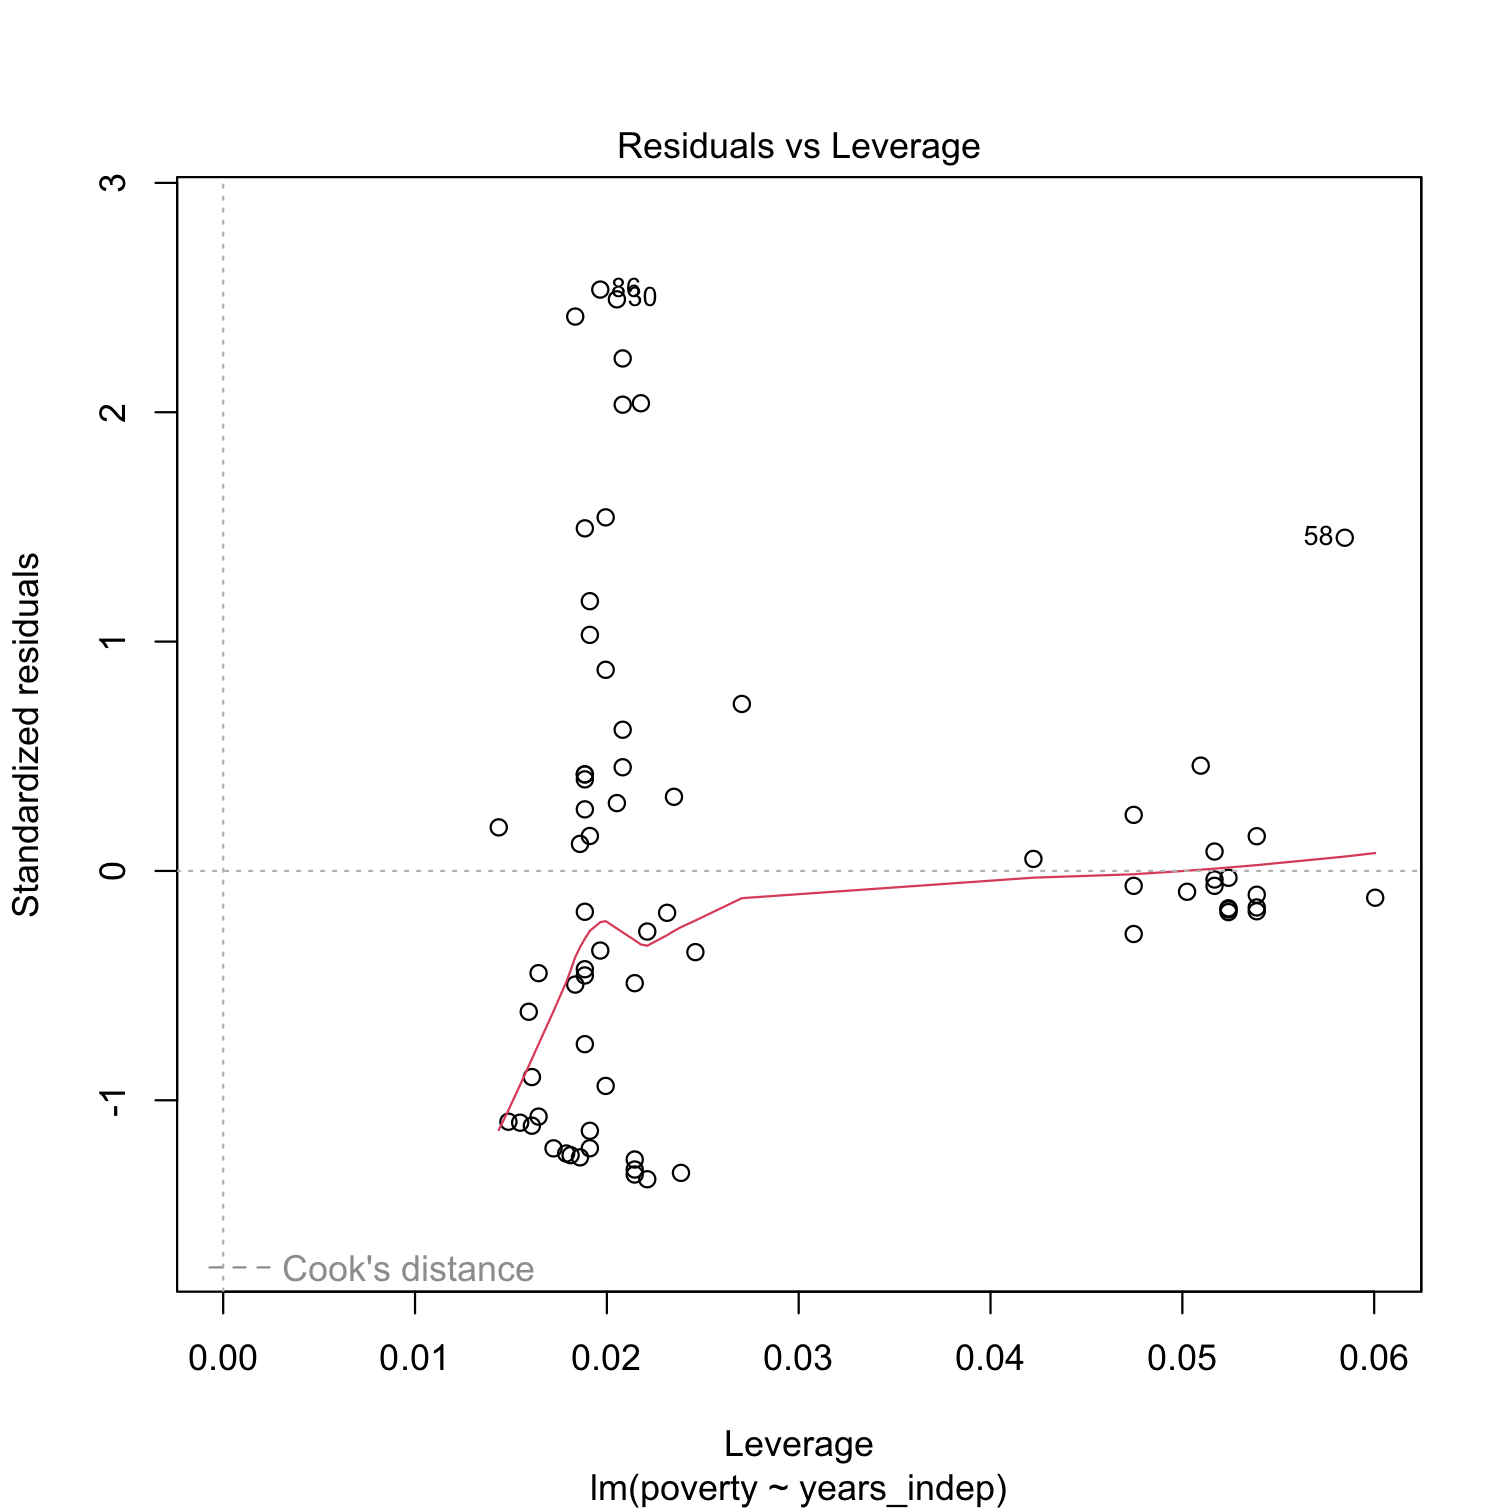 Residuals vs Leverage
3
2
1
0
-1
Standardized residuals
86
30
58
Cook's distance
0.00 0.01 0.02 0.03 0.04 0.05 0.06
Leverage
lm(poverty ~ years_indep)